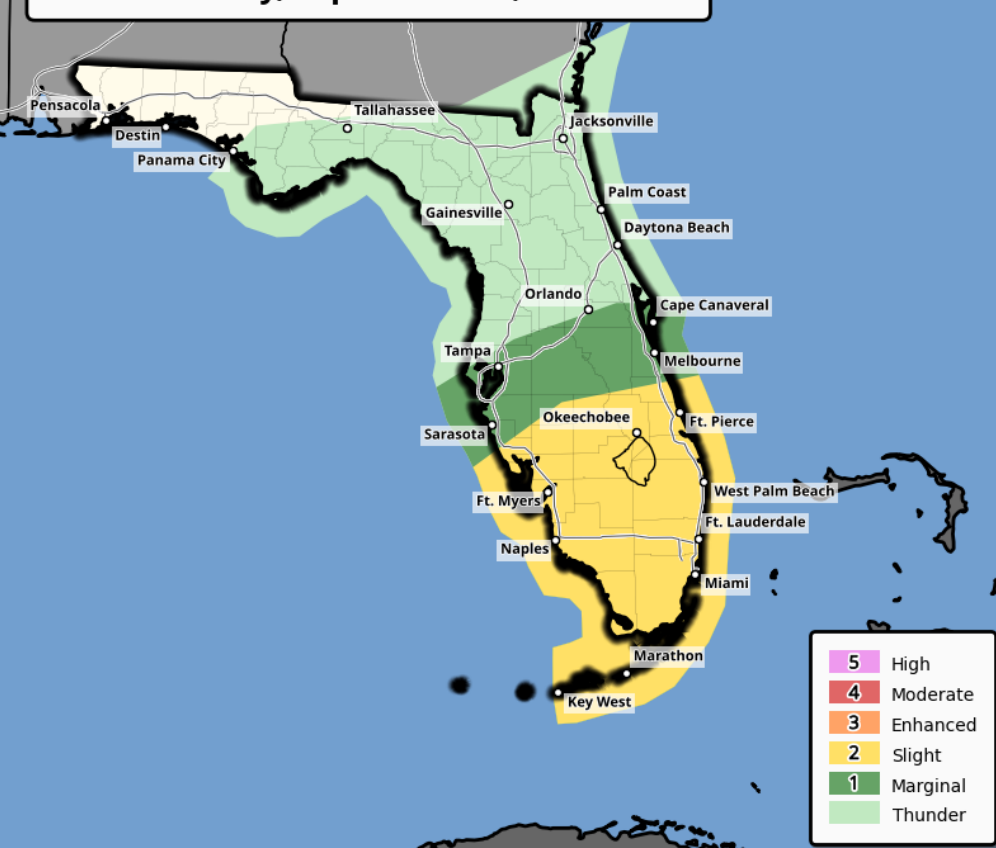 Pensacola
Tallahassee
Jacksonville
Destin
Panama City
Palm Coast
Gainesville
Daytona Beach
Orlando
Cape Canaveral
Tampa
Melbourne
Okeechobee
Ft. Pierce
Sarasota
West Palm Beach
Ft. Myers
Ft. Lauderdale
Naples
Miami
Marathon
Key West
5 High
4 Moderate
3 Enhanced
2 Slight
1 Marginal
Thunder